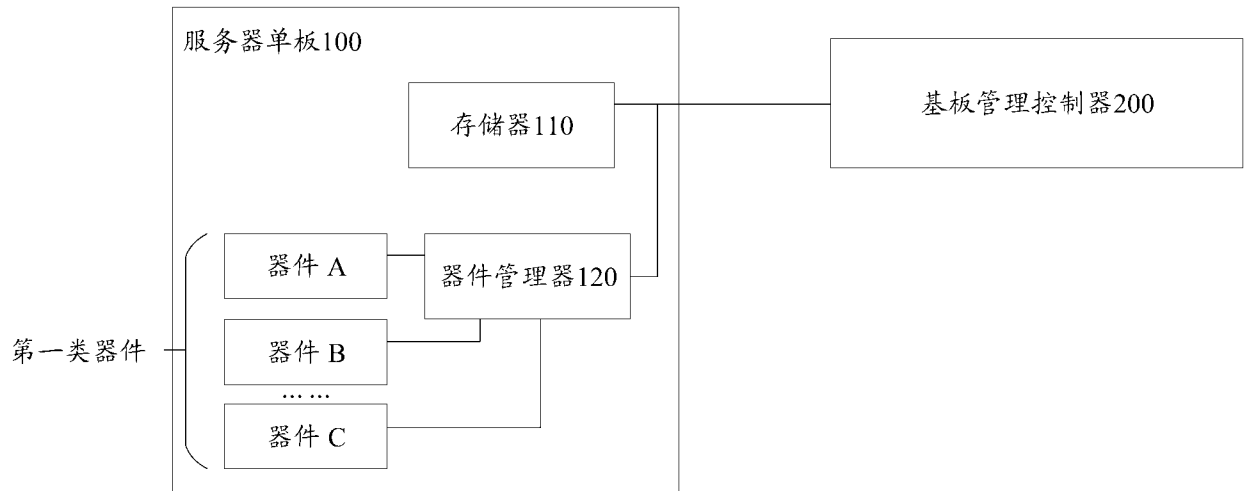 服务器单板100
存储器110
基板管理控制器200
器件 A
器件管理器120
第一类器件
器件 B
... ...
器件 C